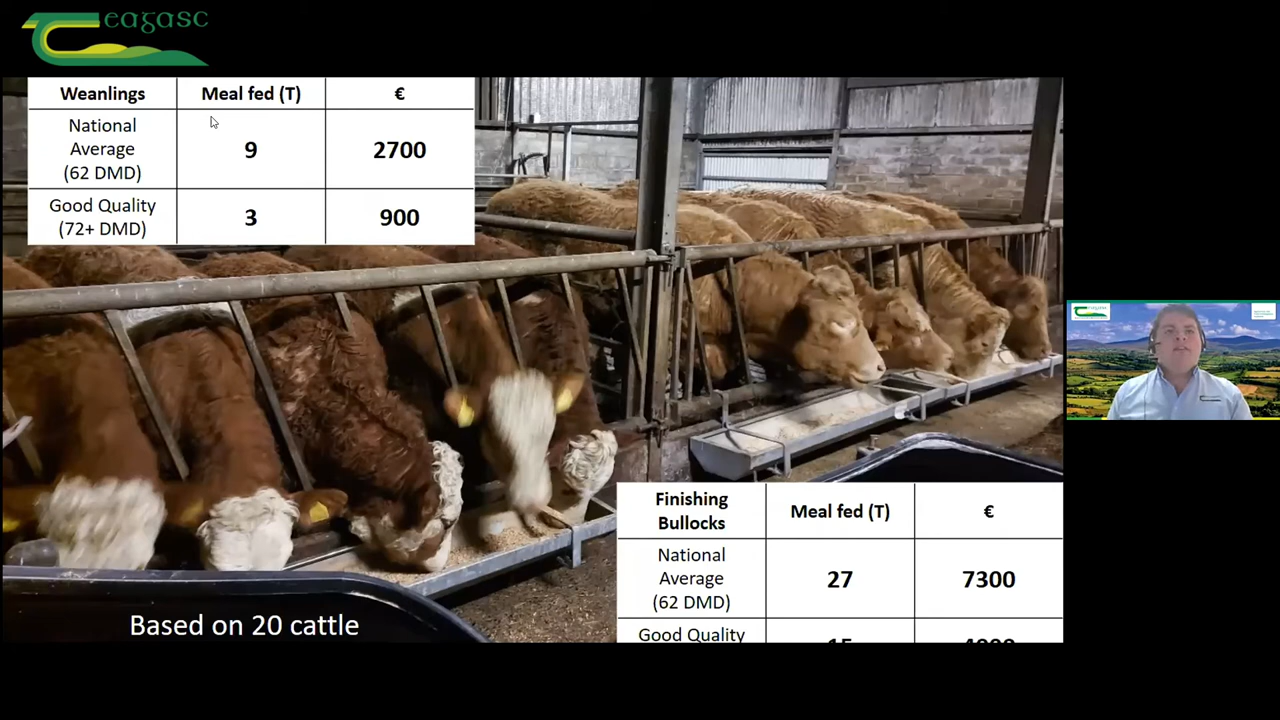 eagasc
Weanlings Meal fed (T) €
National
Average
(62 DMD) 9 2700
Good Quality
(72+ DMD) 3 900
Finishing
Bullocks Meal fed (T) €
National
Average
(62 DMD) 27 7300
Good Quality
Based on 20 cattle